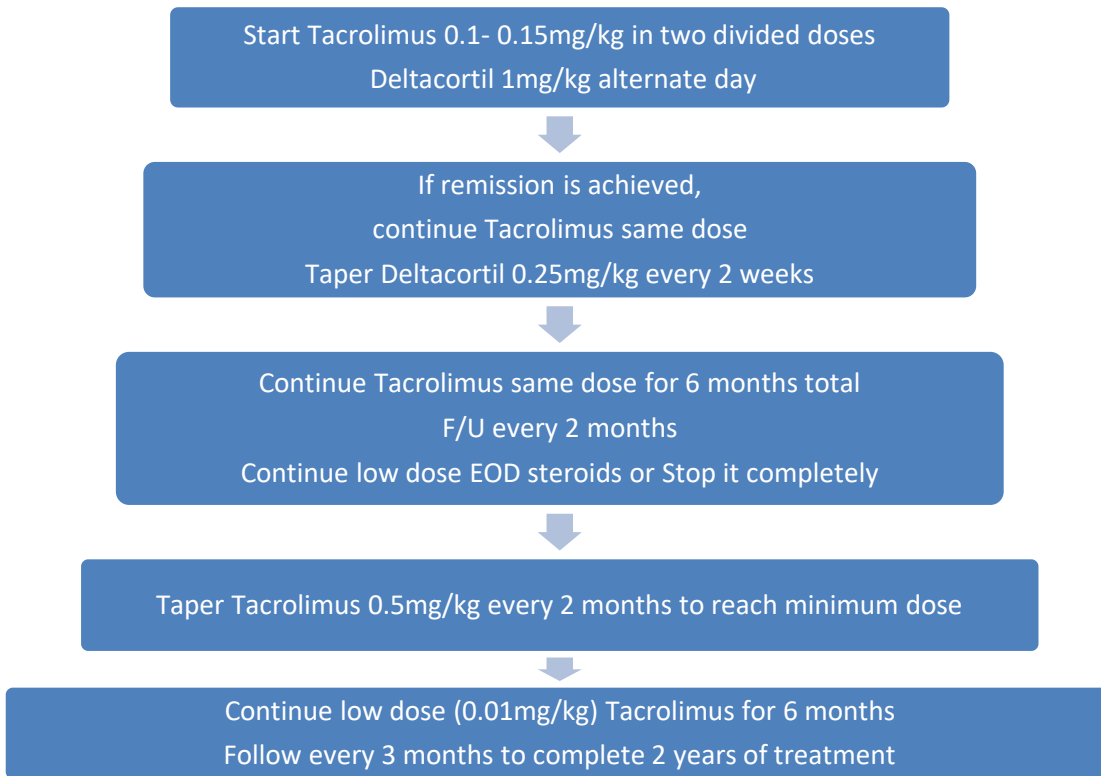 Start Tacrolimus 0.1- 0.15mg/kg in two divided doses
Deltacortil 1mg/kg alternate day
If remission is achieved,
continue Tacrolimus same dose
Taper Deltacortil 0.25mg/kg every 2 weeks
Continue Tacrolimus same dose for 6 months total
F/U every 2 months
Continue low dose EOD steroids or Stop it completely
Taper Tacrolimus 0.5mg/kg every 2 months to reach minimum dose
Continue low dose (0.01mg/kg) Tacrolimus for 6 months
Follow every 3 months to complete 2 years of treatment